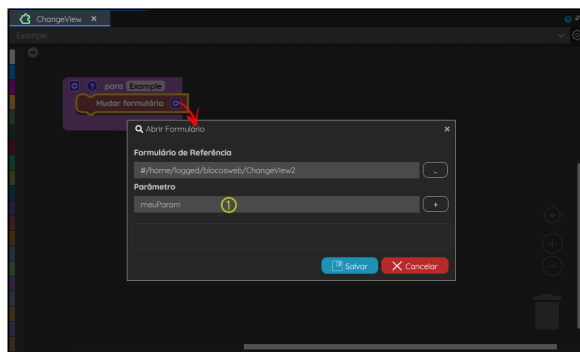 ChangeView ×
Example
? para Example
Mudar formulário
Abrir Formulário ×
Formulário de Referência
#/home/logged/blocosweb/ChangeView2
...
Parâmetro
meuParam
1
+
Salvar
Cancelar